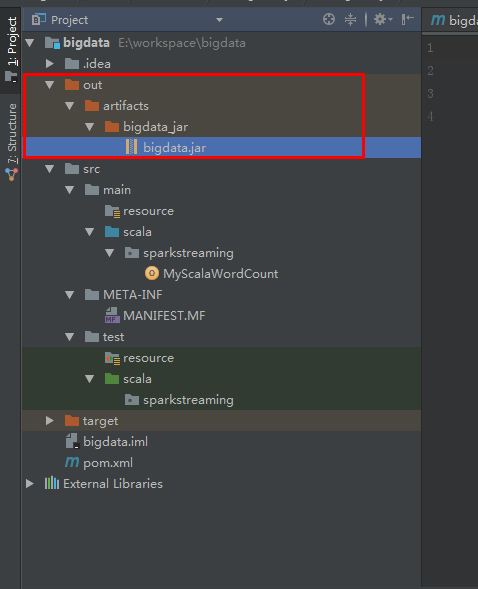 1: Project
7: Structure
Project
bigdata E:\workspace\bigdata
.idea
out
artifacts
bigdata_jar
bigdata.jar
src
main
resource
scala
sparkstreaming
MyScalaWordCount
META-INF
MANIFEST.MF
test
resource
scala
sparkstreaming
target
bigdata.iml
pom.xml
External Libraries
m bigd
1
2
3
4